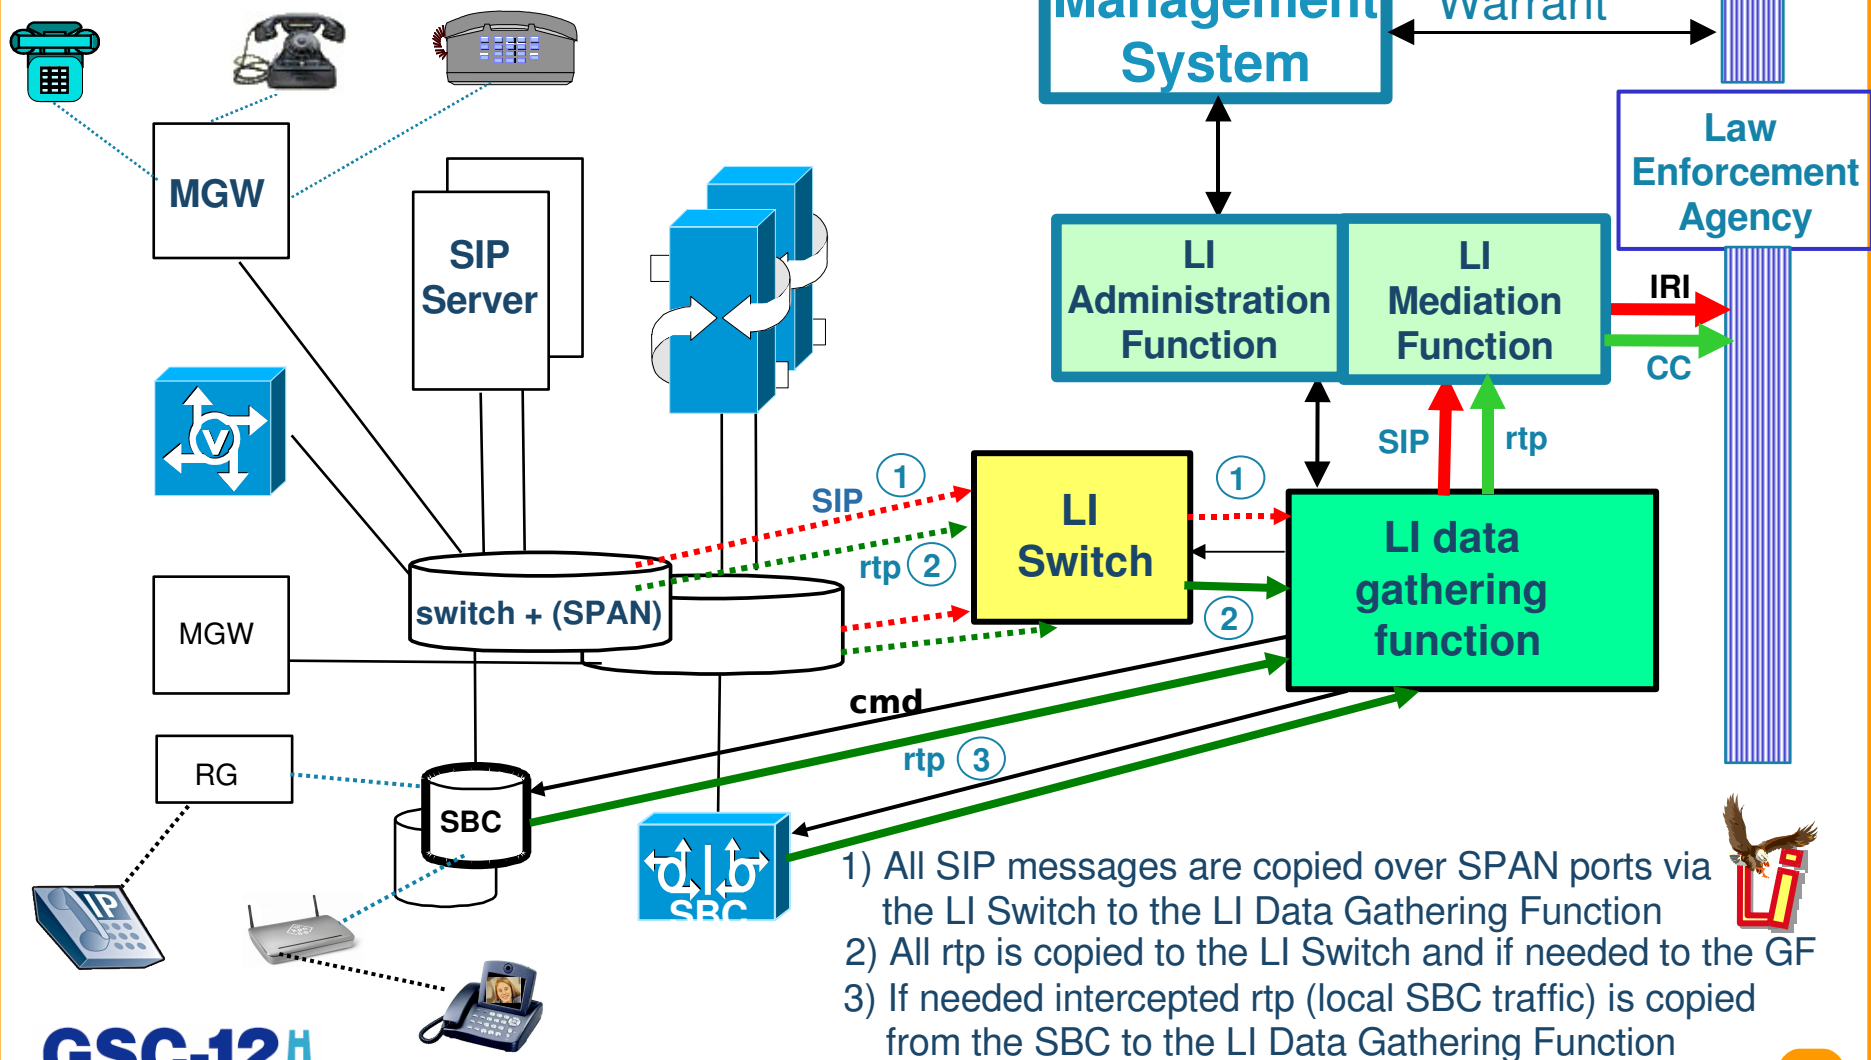 Management
System
Warrant
Law
Enforcement
Agency
MGW
SIP
Server
LI
Administration
Function
LI
Mediation
Function
IRI
CC
V
SIP
rtp
SIP
1
1
rtp
2
LI
Switch
LI data
gathering
function
2
switch + (SPAN)
MGW
cmd
rtp
3
RG
SBC
IP
SBC
1) All SIP messages are copied over SPAN ports via
the LI Switch to the LI Data Gathering Function
2) All rtp is copied to the LI Switch and if needed to the GF
3) If needed intercepted rtp (local SBC traffic) is copied
from the SBC to the LI Data Gathering Function
Li
GSC-12